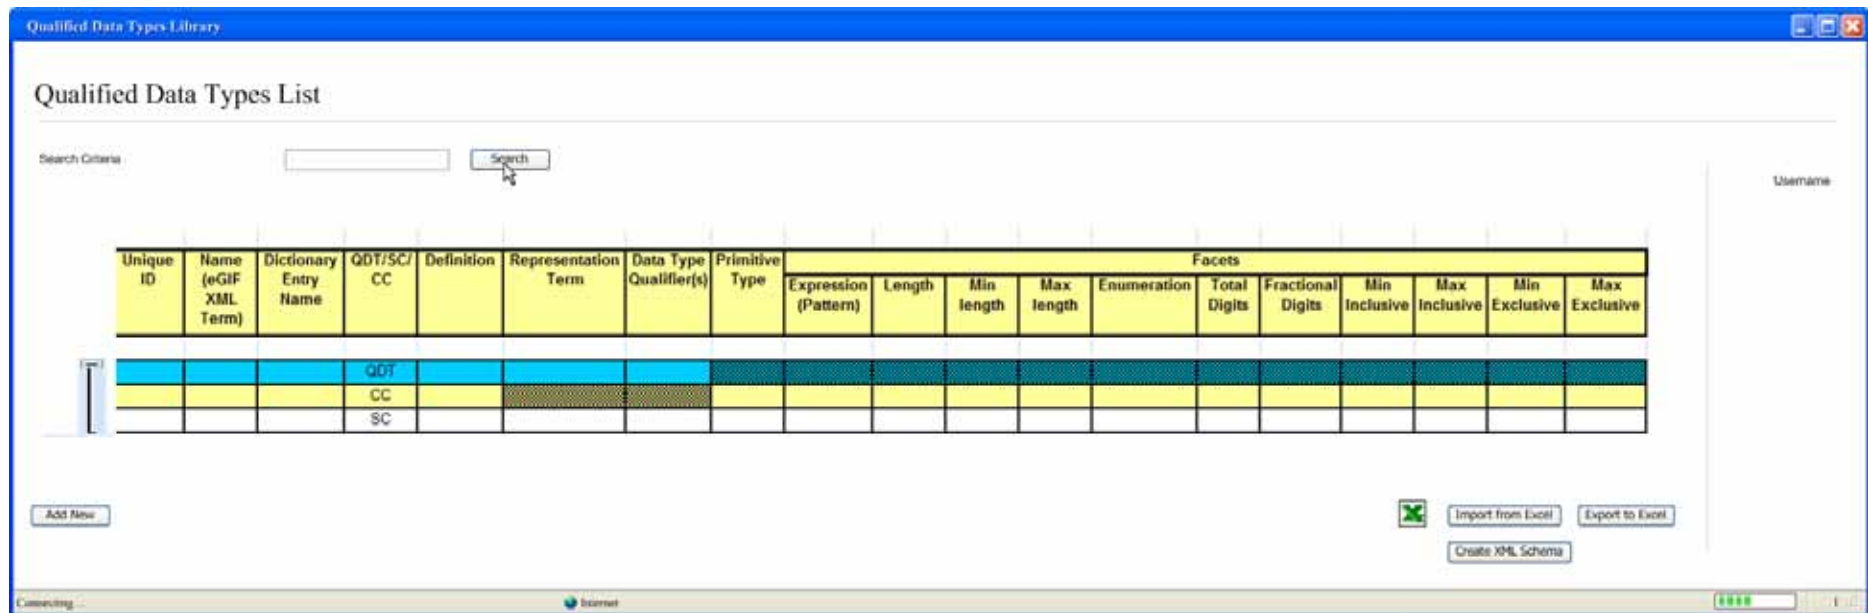 Qualified Data Types Library
Qualified Data Types List
Search Criteria
Search
Username
Unique ID
Name (eGIF XML Term)
Dictionary Entry Name
QDT/SC/ CC
Definition
Representation Term
Data Type Qualifier(s)
Primitive Type
Facets
Expression (Pattern)
Length
Min length
Max length
Enumeration
Total Digits
Fractional Digits
Min Inclusive
Max Inclusive
Min Exclusive
Max Exclusive
QDT
CC
SC
Add New
Import from Excel
Export to Excel
Create XML Schema
Connecting...
Internet